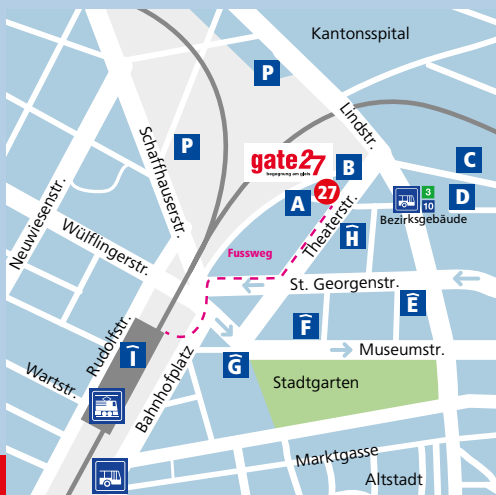 Kantonsspital
P
Lindstr.
Schaffhauserstr.
P
gate27
begegnung am gleis
B
C
27
A
3
10
D
Bezirksgebäude
Neuwiesenstr.
Wülflingerstr.
Fussweg
Theaterstr.
H
St. Georgenstr.
E
F
Rudolfstr.
I
Bahnhofplatz
G
Museumstr.
Wartstr.
Stadtgarten
Marktgasse
Altstadt